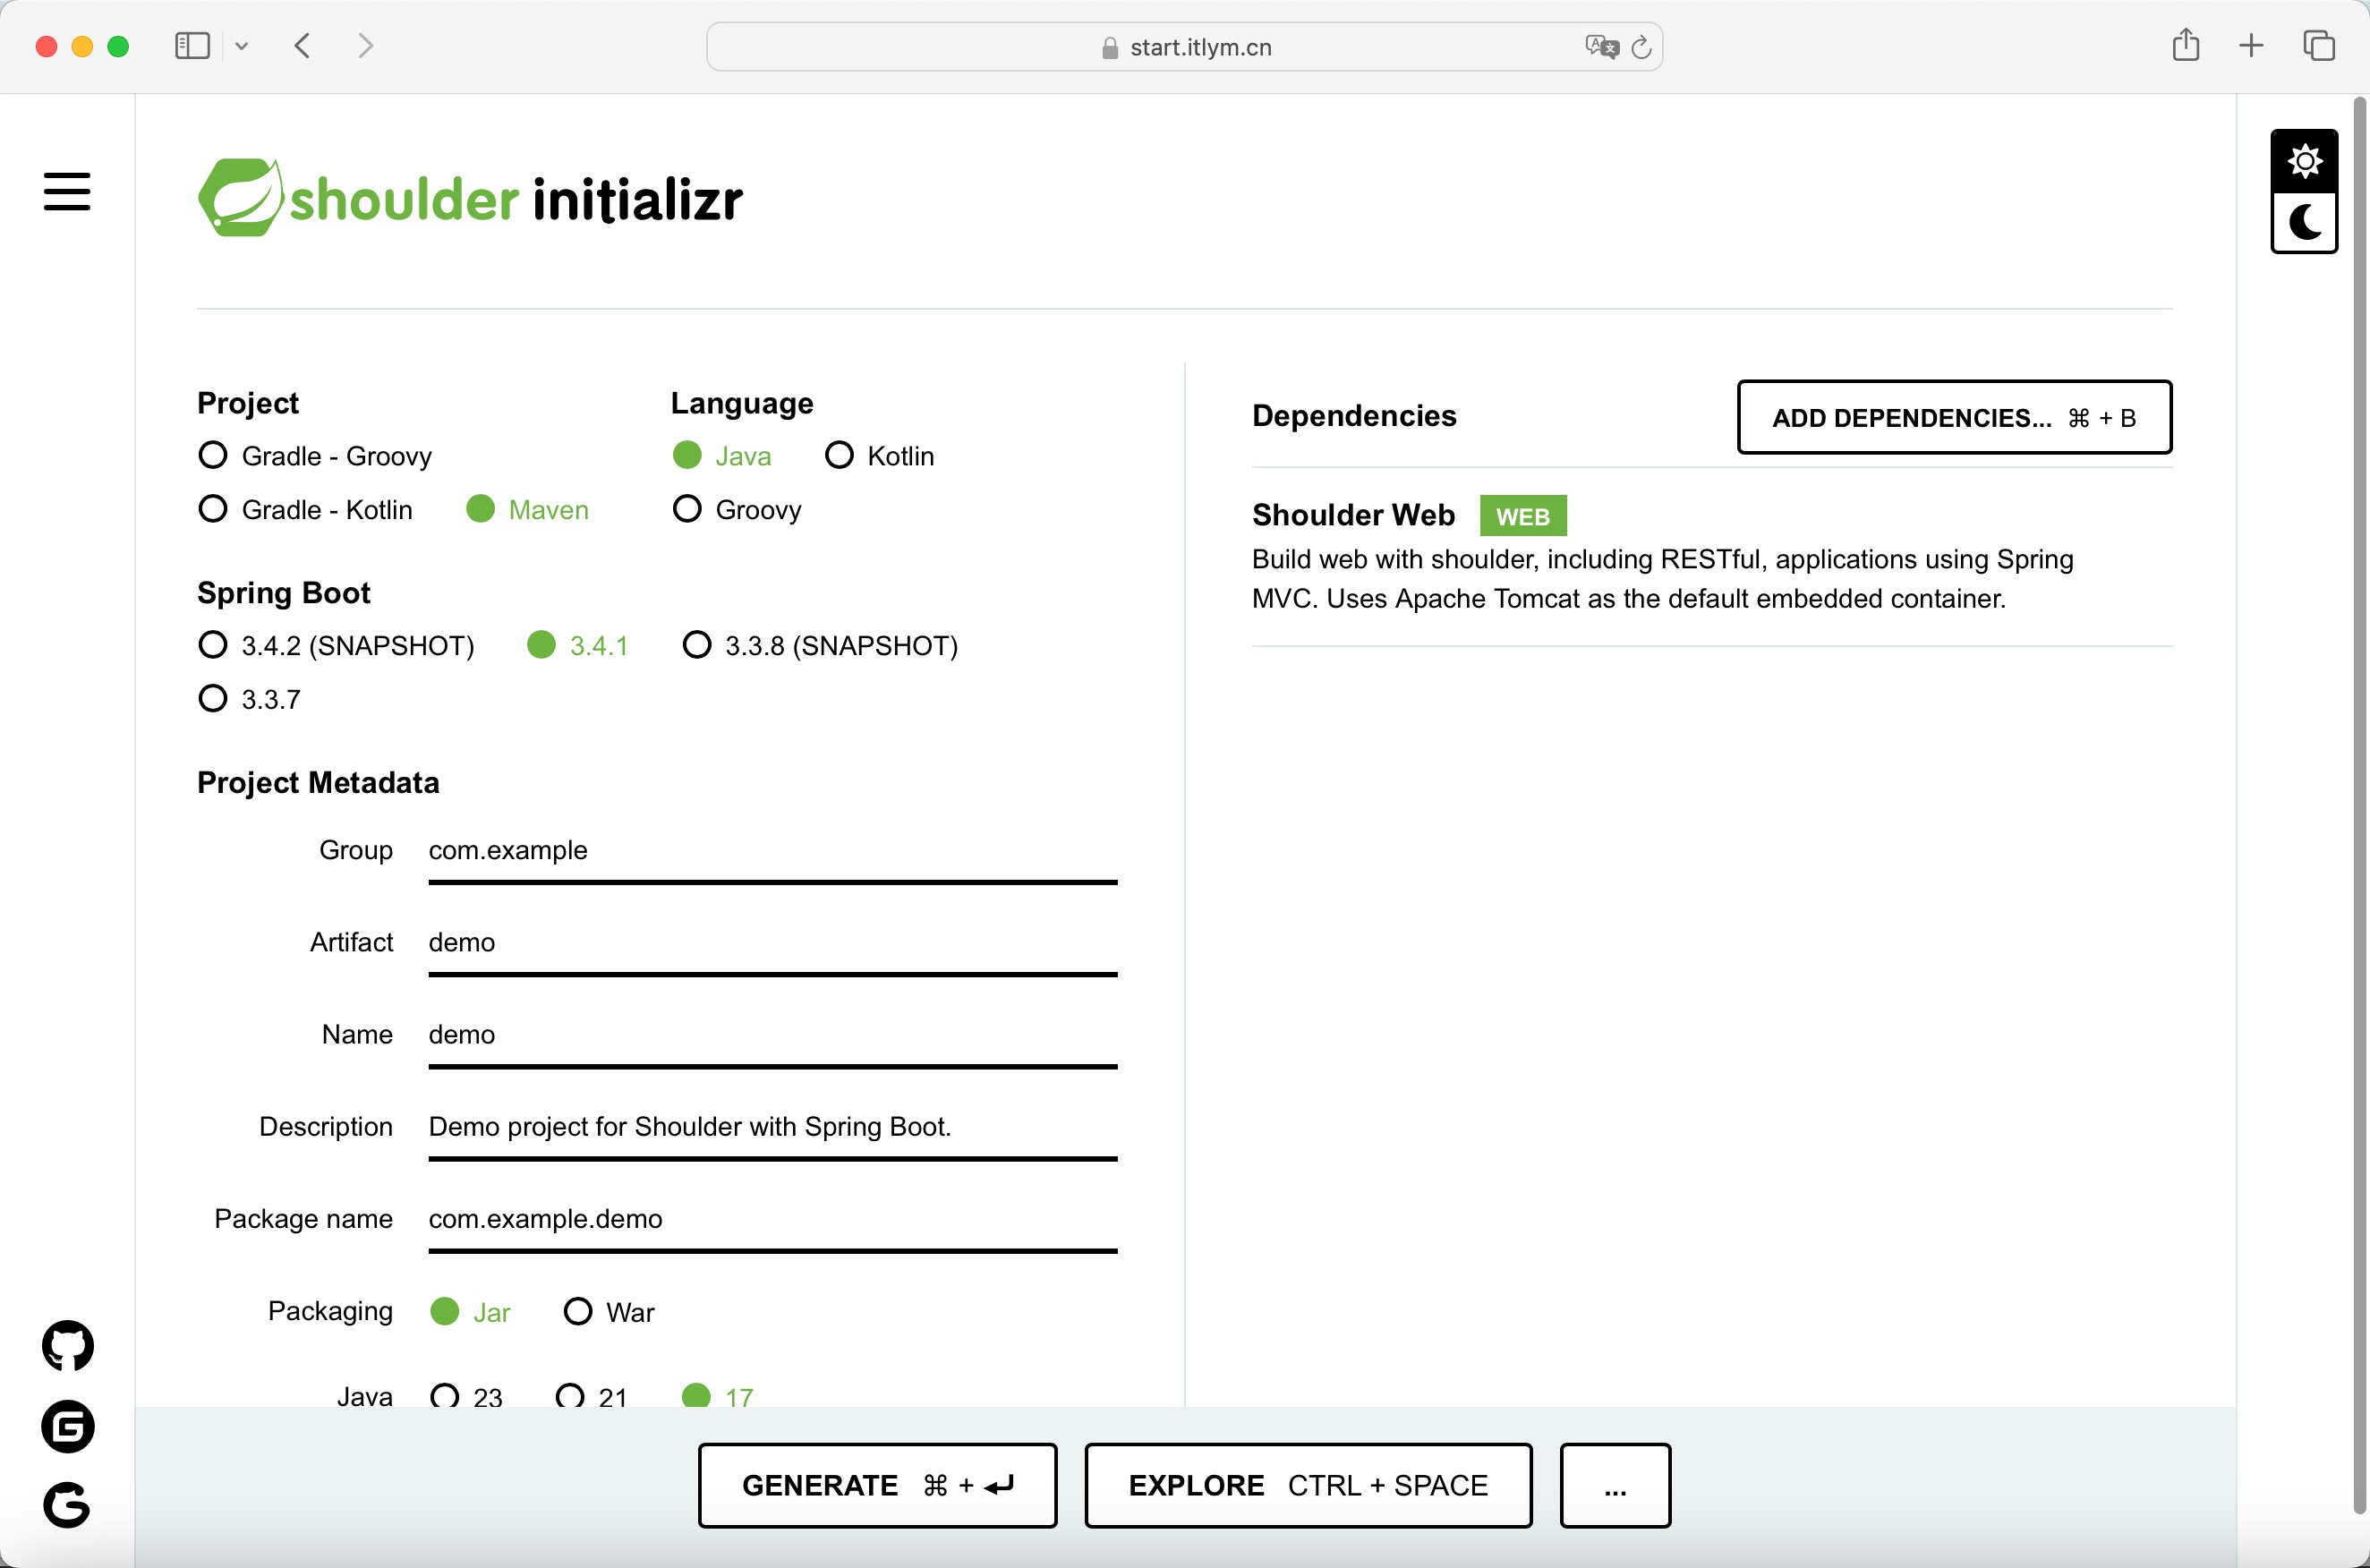 start.itlym.cn
shoulder initializr
Project
Gradle - Groovy
Gradle - Kotlin Maven
Language
Java Kotlin
Groovy
Spring Boot
3.4.2 (SNAPSHOT) 3.4.1 3.3.8 (SNAPSHOT)
3.3.7
Project Metadata
Group com.example
Artifact demo
Name demo
Description Demo project for Shoulder with Spring Boot.
Package name com.example.demo
Packaging Jar War
Java 23 21 17
Dependencies ADD DEPENDENCIES... ⌘ + B
Shoulder Web WEB
Build web with shoulder, including RESTful, applications using Spring
MVC. Uses Apache Tomcat as the default embedded container.
GENERATE ⌘ + ⏎ EXPLORE CTRL + SPACE ...